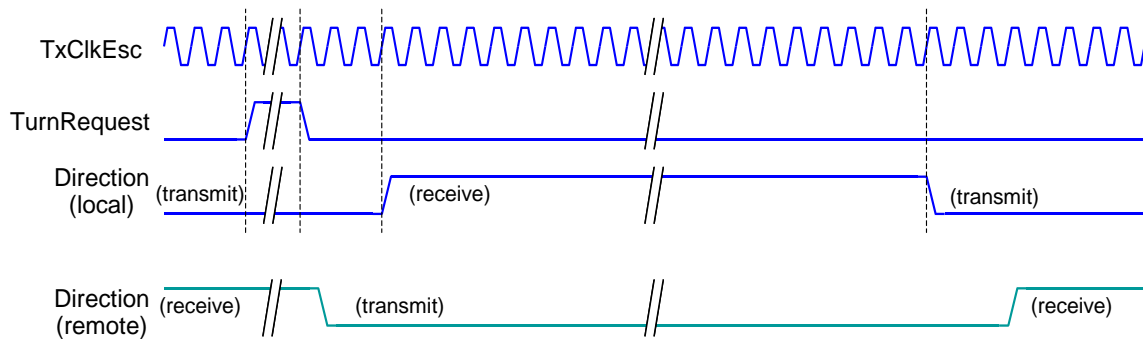 TxClkEsc
TurnRequest
Direction
(local)
(transmit)
(receive)
(transmit)
Direction
(remote)
(receive)
(transmit)
(receive)